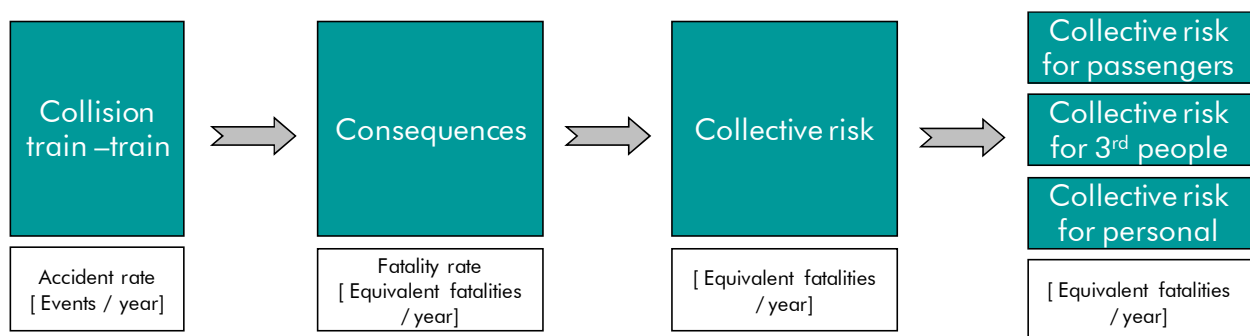 Collision
train –train
Accident rate
[ Events / year]
Consequences
Fatality rate
[ Equivalent fatalities
/ year]
Collective risk
[ Equivalent fatalities
/ year]
Collective risk
for passengers
Collective risk
for 3rd people
Collective risk
for personal
[ Equivalent fatalities
/ year]